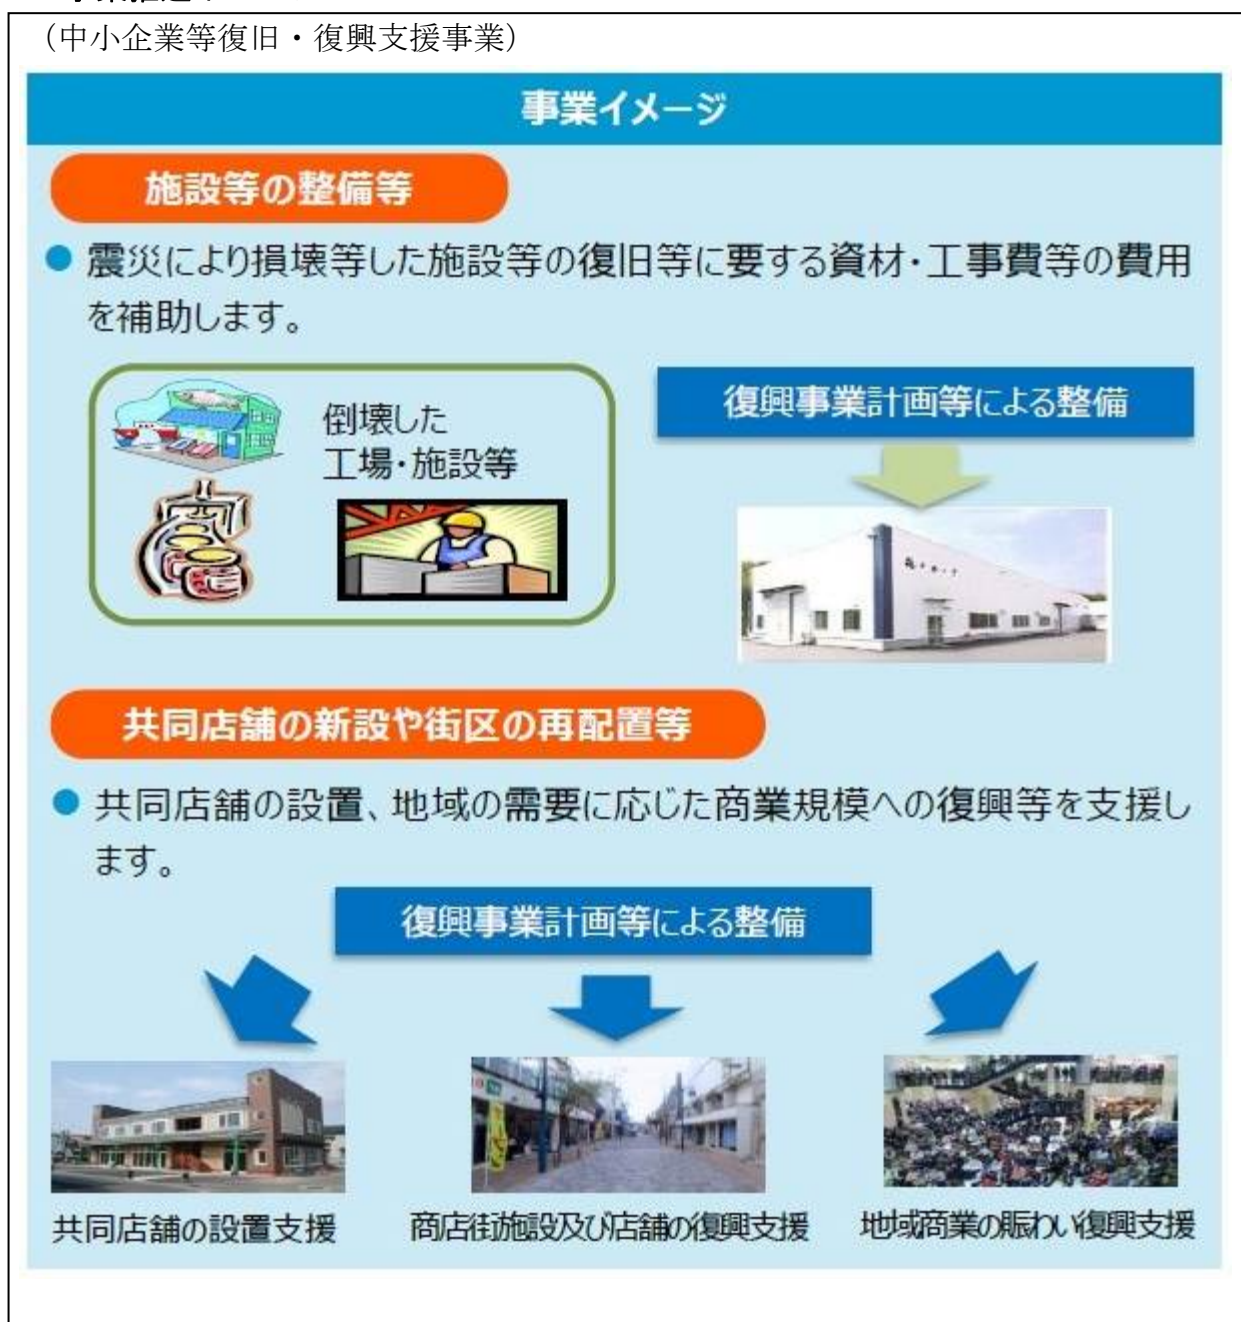 (中小企業等復旧・復興支援事業)
事業イメージ
施設等の整備等
● 震災により損壊等した施設等の復旧等に要する資材・工事費等の費用
を補助します。
倒壊した
工場・施設等
復興事業計画等による整備
共同店舗の新設や街区の再配置等
● 共同店舗の設置、地域の需要に応じた商業規模への復興等を支援し
ます。
復興事業計画等による整備
共同店舗の設置支援
商店街施設及び店舗の復興支援
地域商業の賑わい復興支援